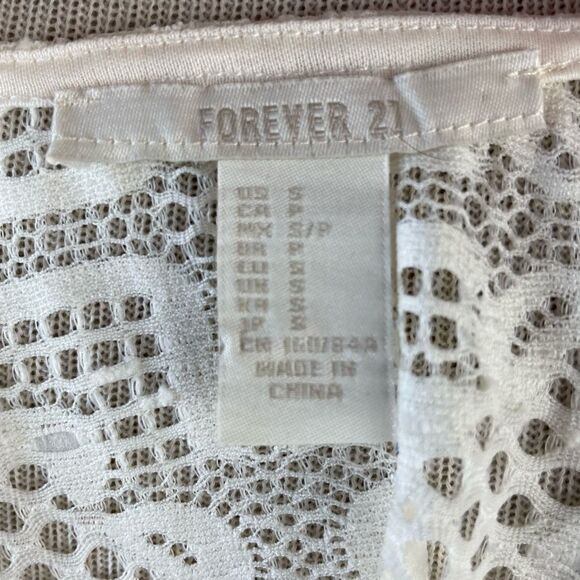 FOREVER 21
US S
CA P
MX S/P
BR P
EU S
UK S
KR S
JP S
CN 160/84A
MADE IN
CHINA